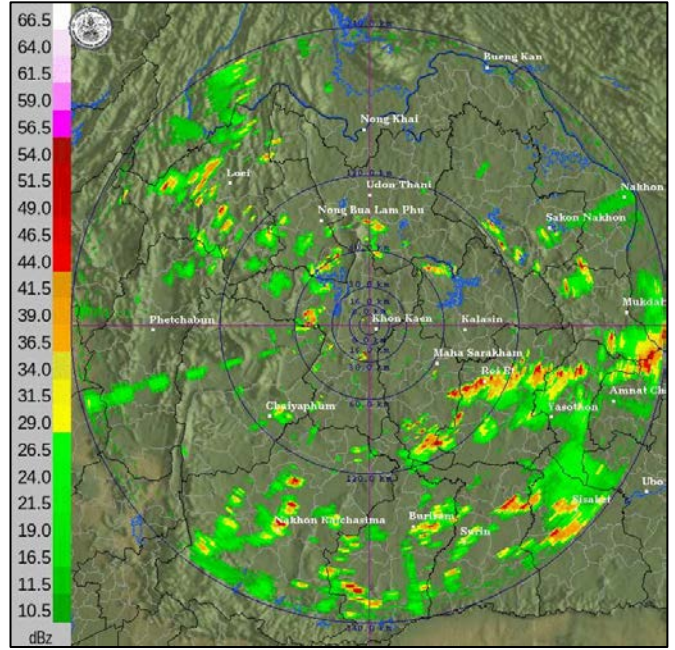 66.5
64.0
61.5
59.0
56.5
54.0
51.5
49.0
46.5
44.0
41.5
39.0
36.5
34.0
31.5
29.0
26.5
24.0
21.5
19.0
16.5
11.5
10.5
dBz
Bueng Kan
Nong Khai
Loei
Udon Thani
Nakhon
Nong Bua Lam Phu
Sakon Nakhon
Mukdah
Phetchabun
Khon Kaen
Kalasin
Maha Sarakham
Roi Et
Amnat Cha
Chaiyaphum
Yasothon
120.0 km
Ubo
Sisaket
Nakhon Ratchasima
Buriram
Surin